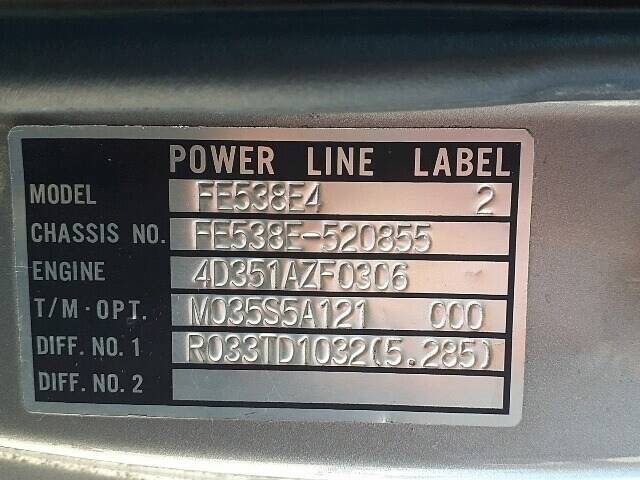 POWER LINE LABEL
MODEL FE538E4 2
CHASSIS NO. FE538E-520855
ENGINE 4D351AZF0306
T/M·OPT. M035S5A121 000
DIFF. NO. 1 R033TD1032(5.285)
DIFF. NO. 2